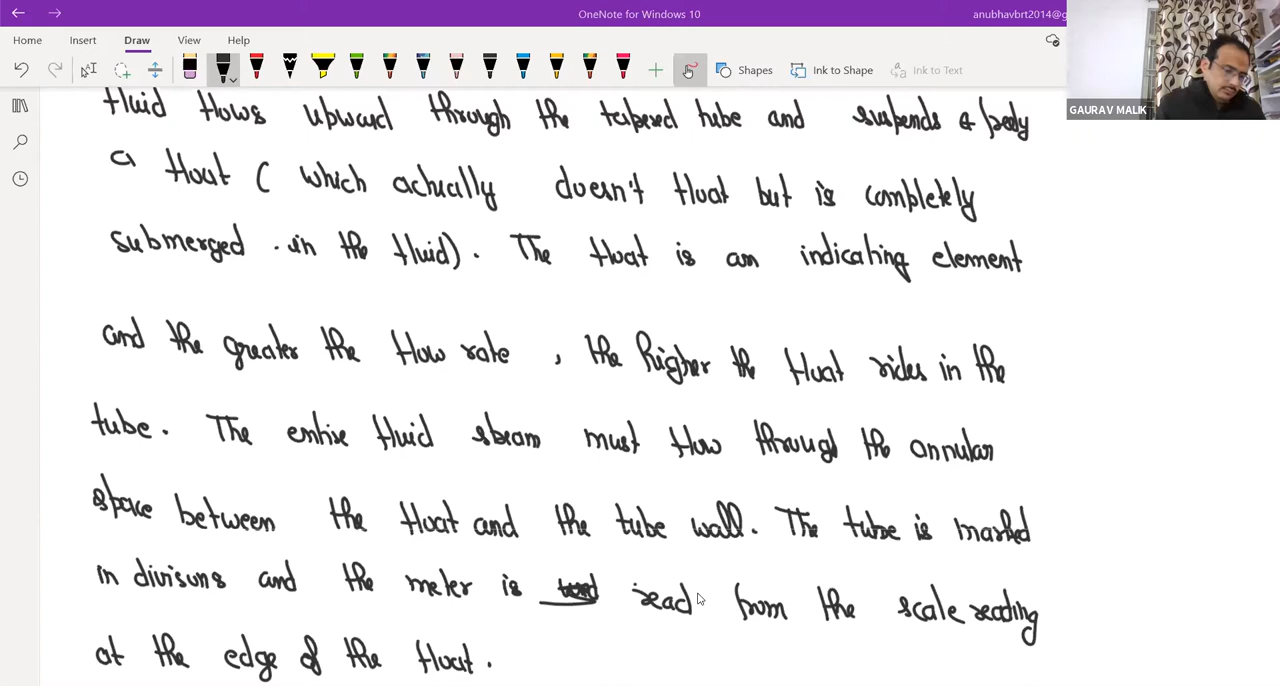 OneNote for Windows 10
anubhavbrt2014@g
Home Insert Draw View Help
Shapes Ink to Shape Ink to Text
GAURAV MALIK
fluid flows upward through the tapered tube and suspends a freely
a float ( which actually doesn't float but is completely
submerged in the fluid). The float is an indicating element
and the greater the flow rate , the higher the float rides in the
tube. The entire fluid stream must flow through the annular
space between the float and the tube wall. The tube is marked
in divisions and the meter is read from the scale reading
at the edge of the float.